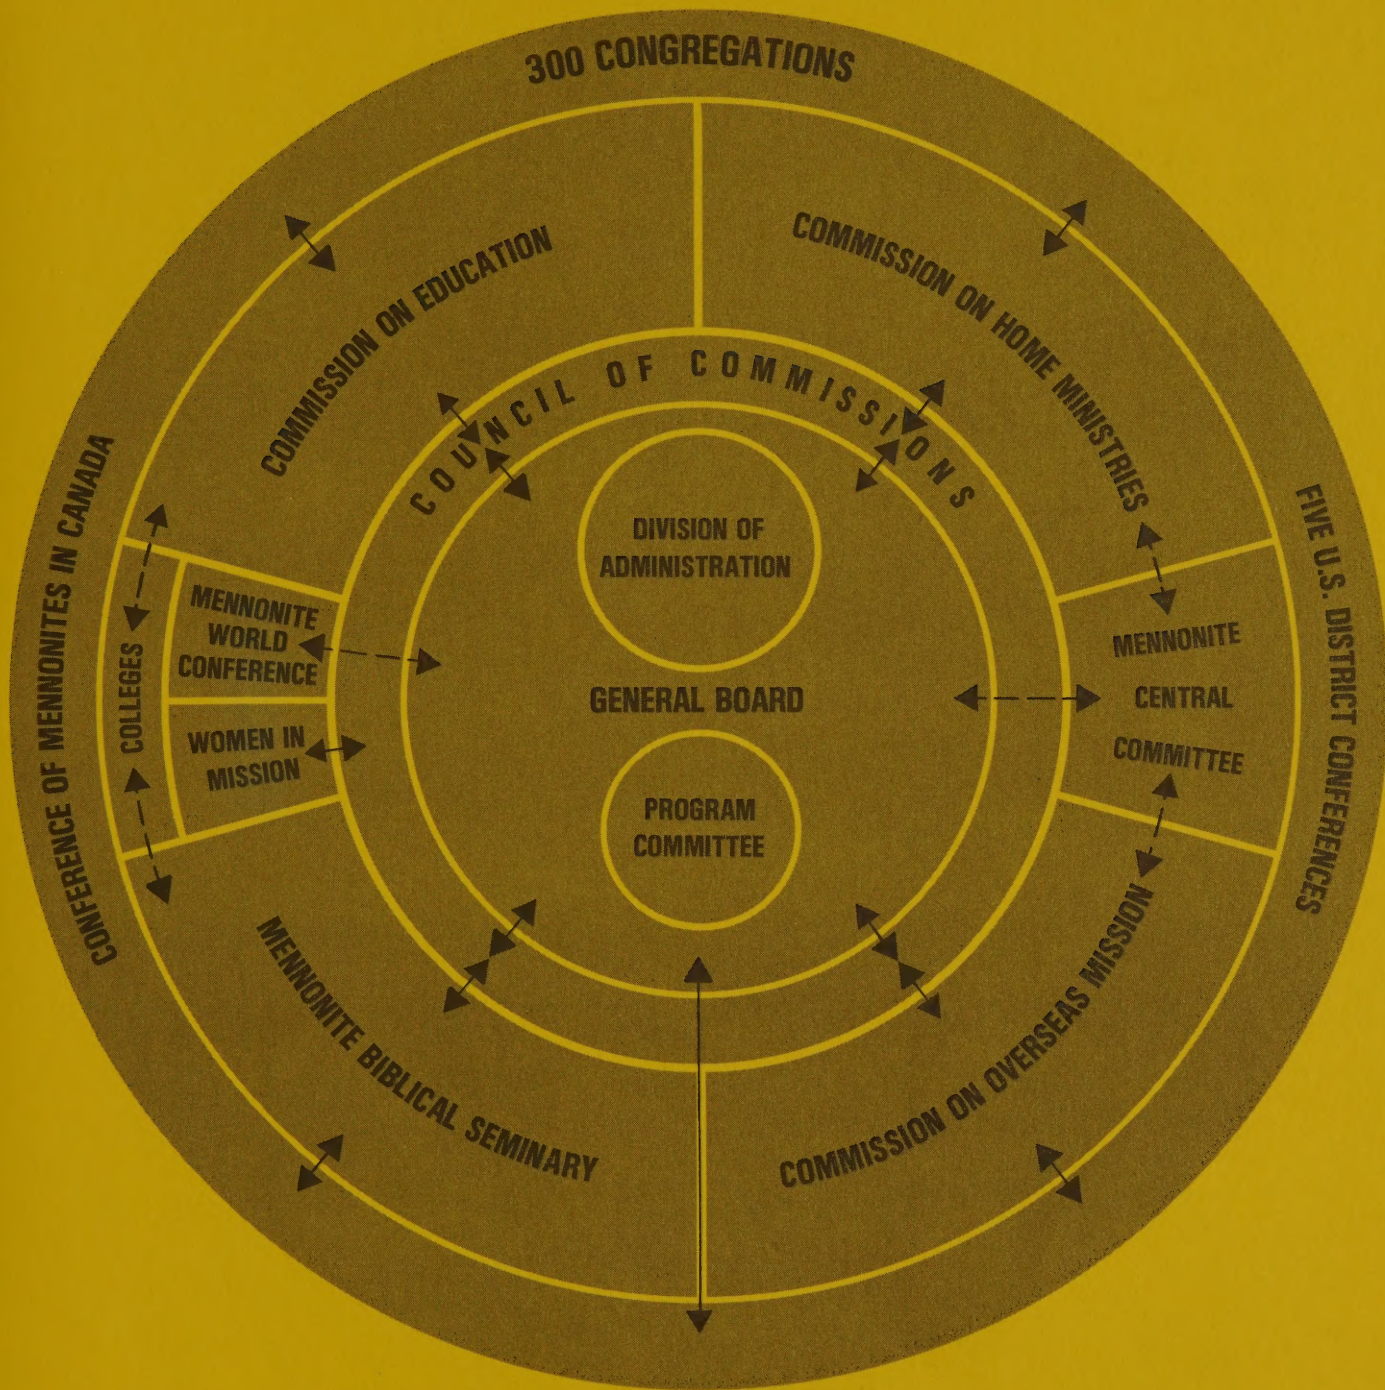 300 CONGREGATIONS
COMMISSION ON EDUCATION
COMMISSION ON HOME MINISTRIES
COUNCIL OF COMMISSIONS
CONFERENCE OF MENNONITES IN CANADA
FIVE U.S. DISTRICT CONFERENCES
DIVISION OF
ADMINISTRATION
MENNONITE
WORLD
CONFERENCE
COLLEGES
WOMEN IN
MISSION
GENERAL BOARD
MENNONITE
CENTRAL
COMMITTEE
PROGRAM
COMMITTEE
MENNONITE BIBLICAL SEMINARY
COMMISSION ON OVERSEAS MISSION